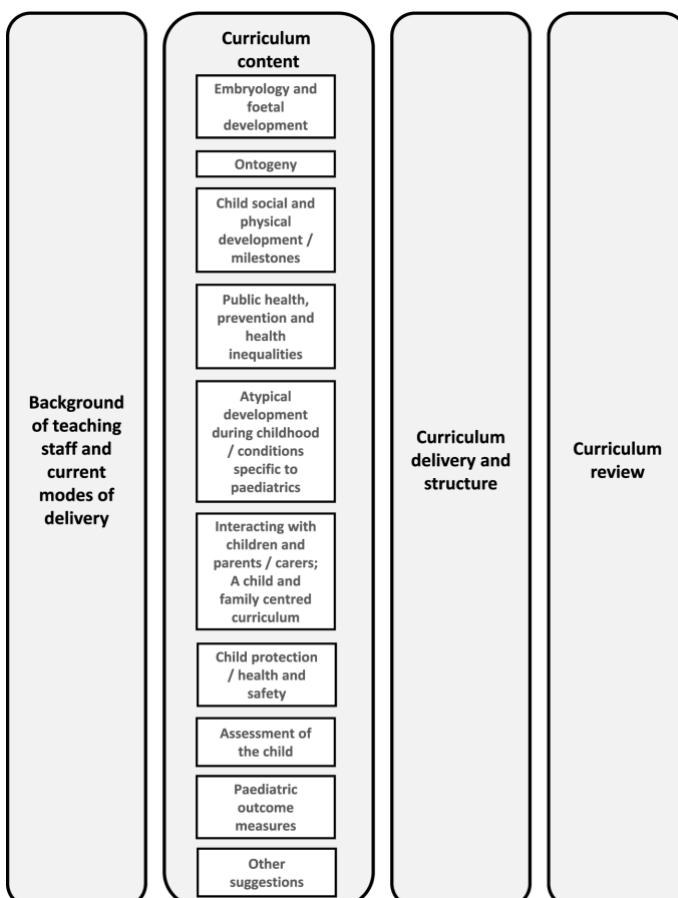 Background
of teaching
staff and
current
modes of
delivery
Curriculum
content
Embryology and
foetal
development
Ontogeny
Child social and
physical
development /
milestones
Public health,
prevention and
health
inequalities
Atypical
development
during childhood
/ conditions
specific to
paediatrics
Interacting with
children and
parents / carers;
A child and
family centred
curriculum
Child protection
/ health and
safety
Assessment of
the child
Paediatric
outcome
measures
Other
suggestions
Curriculum
delivery and
structure
Curriculum
review